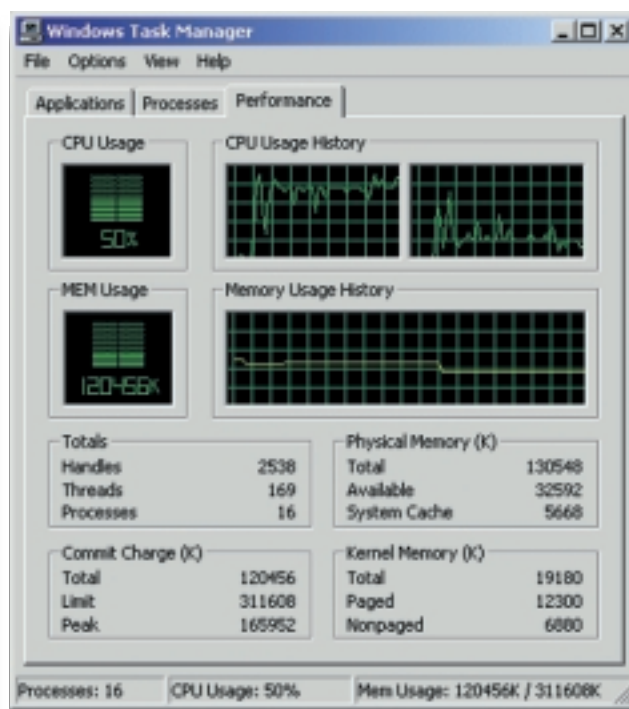 Windows Task Manager
File Options View Help
Applications Processes Performance
CPU Usage CPU Usage History
50%
MEM Usage Memory Usage History
120456K
Totals
Handles 2538
Threads 169
Processes 16
Physical Memory (K)
Total 130548
Available 32592
System Cache 5668
Commit Charge (K)
Total 120456
Limit 311608
Peak 165952
Kernel Memory (K)
Total 19180
Paged 12300
Nonpaged 6880
Processes: 16 CPU Usage: 50% Mem Usage: 120456K / 311608K